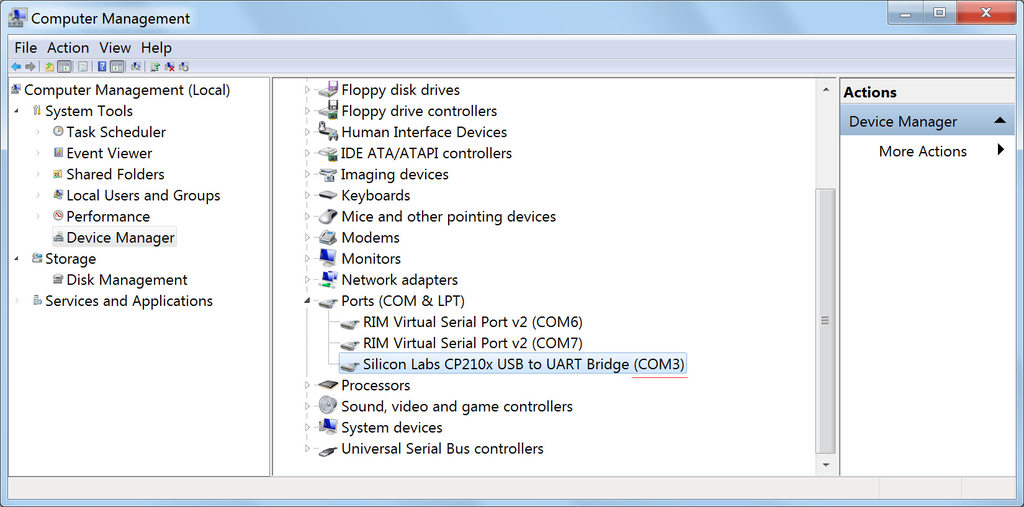 Computer Management
File Action View Help
Computer Management (Local)
System Tools
Task Scheduler
Event Viewer
Shared Folders
Local Users and Groups
Performance
Device Manager
Storage
Disk Management
Services and Applications
Floppy disk drives
Floppy drive controllers
Human Interface Devices
IDE ATA/ATAPI controllers
Imaging devices
Keyboards
Mice and other pointing devices
Modems
Monitors
Network adapters
Ports (COM & LPT)
RIM Virtual Serial Port v2 (COM6)
RIM Virtual Serial Port v2 (COM7)
Silicon Labs CP210x USB to UART Bridge (COM3)
Processors
Sound, video and game controllers
System devices
Universal Serial Bus controllers
Actions
Device Manager
More Actions